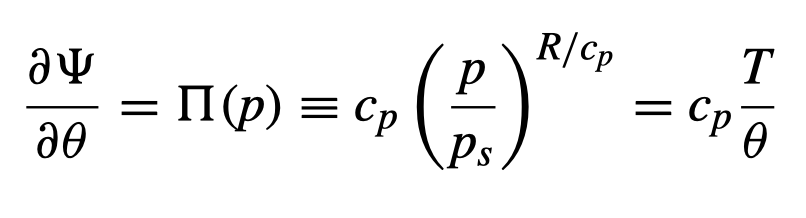 ∂Ψ/∂θ = Π(p) ≡ c_p (p/p_s)^{R/c_p} = c_p T/θ